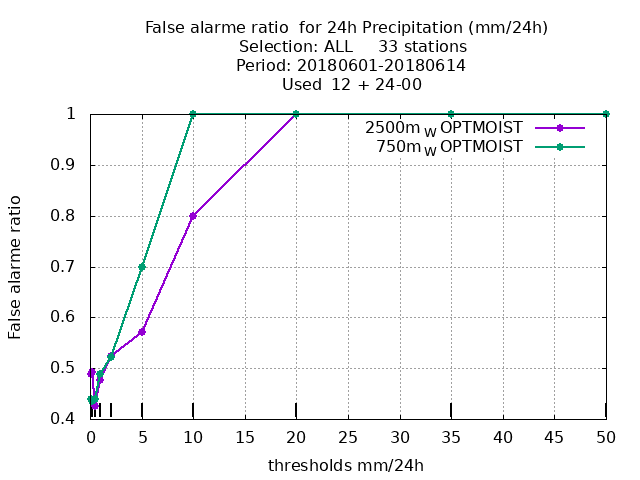 False alarme ratio  for 24h Precipitation (mm/24h)
Selection: ALL     33 stations
Period: 20180601-20180614
Used  12 + 24-00
1
0.9
0.8
0.7
0.6
0.5
0.4
False alarme ratio
2500m_W OPTMOIST
750m_W OPTMOIST
0 5 10 15 20 25 30 35 40 45 50
thresholds mm/24h